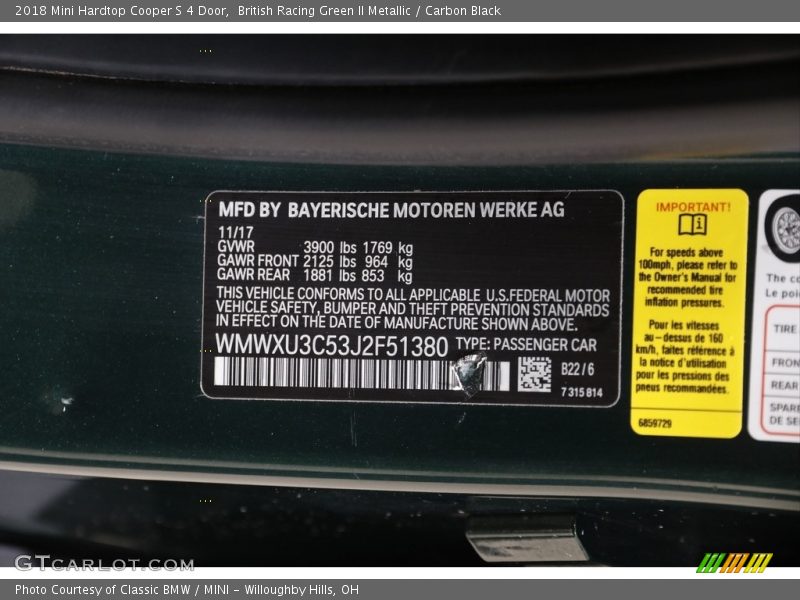 2018 Mini Hardtop Cooper S 4 Door,  British Racing Green II Metallic / Carbon Black
MFD BY BAYERISCHE MOTOREN WERKE AG
11/17
GVWR 3900 lbs 1769 kg
GAWR FRONT 2125 lbs 964 kg
GAWR REAR 1881 lbs 853 kg
THIS VEHICLE CONFORMS TO ALL APPLICABLE U.S.FEDERAL MOTOR
VEHICLE SAFETY, BUMPER AND THEFT PREVENTION STANDARDS
IN EFFECT ON THE DATE OF MANUFACTURE SHOWN ABOVE.
WMWXU3C53J2F51380 TYPE: PASSENGER CAR
B22/6
7 315 814
IMPORTANT!
i
For speeds above
100mph, please refer to
the Owner's Manual for
recommended tire
inflation pressures.
Pour les vitesses
au-dessus de 160
km/h, faites référence à
la notice d'utilisation
pour les pressions des
pneus recommandées.
6859729
The
Le
TIRE
FRON
REAR
SPARE
DE SE
GTCARLOT.COM
Photo Courtesy of Classic BMW / MINI - Willoughby Hills, OH